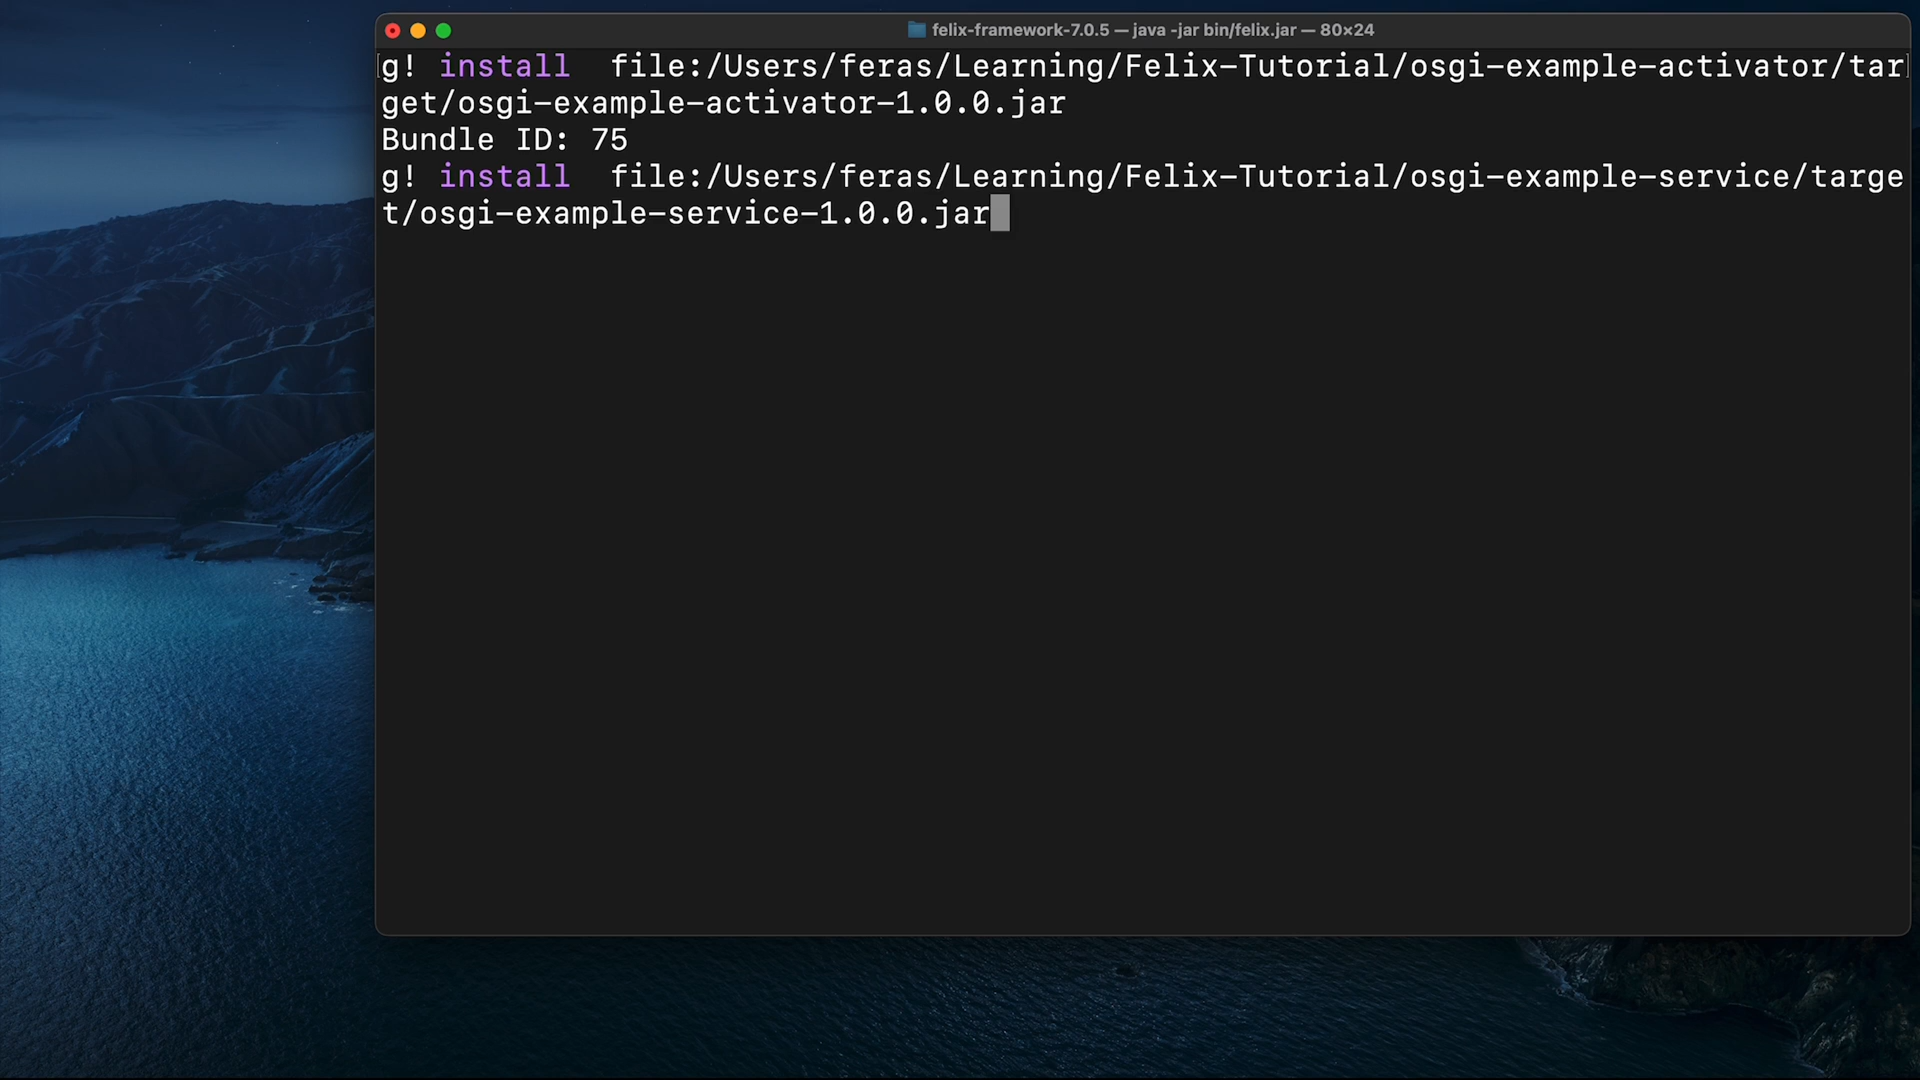 felix-framework-7.0.5 — java -jar bin/felix.jar — 80×24
g! install  file:/Users/feras/Learning/Felix-Tutorial/osgi-example-activator/tar
get/osgi-example-activator-1.0.0.jar
Bundle ID: 75
g! install  file:/Users/feras/Learning/Felix-Tutorial/osgi-example-service/targe
t/osgi-example-service-1.0.0.jar